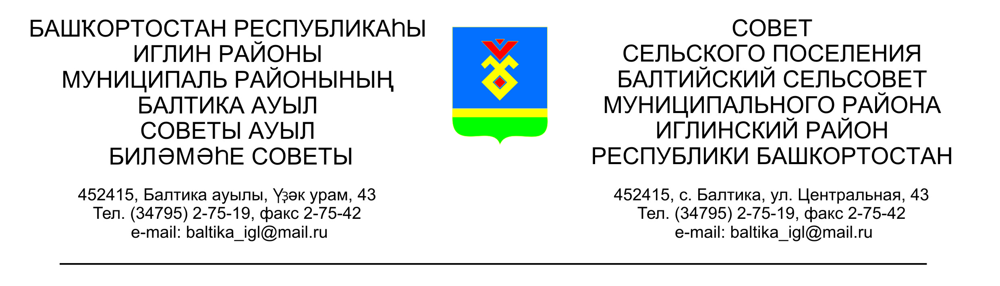 БАШҠОРТОСТАН РЕСПУБЛИКАҺЫ
ИГЛИН РАЙОНЫ
МУНИЦИПАЛЬ РАЙОНЫНЫҢ
БАЛТИКА АУЫЛ
СОВЕТЫ АУЫЛ
БИЛӘМӘҺЕ СОВЕТЫ
452415, Балтика ауылы, Үҙәк урам, 43
Тел. (34795) 2-75-19, факс 2-75-42
e-mail: baltika_igl@mail.ru
СОВЕТ
СЕЛЬСКОГО ПОСЕЛЕНИЯ
БАЛТИЙСКИЙ СЕЛЬСОВЕТ
МУНИЦИПАЛЬНОГО РАЙОНА
ИГЛИНСКИЙ РАЙОН
РЕСПУБЛИКИ БАШКОРТОСТАН
452415, с. Балтика, ул. Центральная, 43
Тел. (34795) 2-75-19, факс 2-75-42
e-mail: baltika_igl@mail.ru